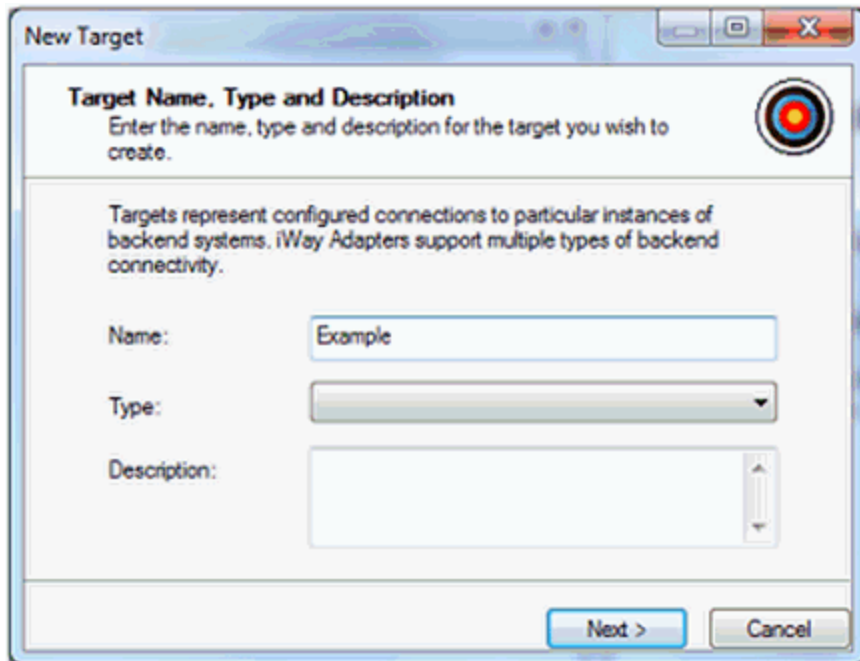 New Target
Target Name, Type and Description
Enter the name, type and description for the target you wish to
create.
Targets represent configured connections to particular instances of
backend systems. iWay Adapters support multiple types of backend
connectivity.
Name: Example
Type:
Description:
Next > Cancel